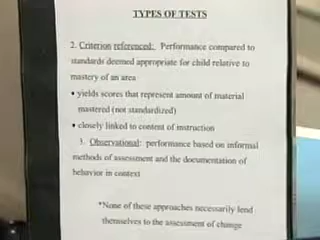 TYPES OF TESTS
2. Criterion referenced: Performance compared to
standards deemed appropriate for child relative to
mastery of an area
• yields scores that represent amount of material
mastered (not standardized)
• closely linked to content of instruction
3. Observational: performance based on informal
methods of assessment and the documentation of
behavior in context
*None of these approaches necessarily lend
themselves to the assessment of change